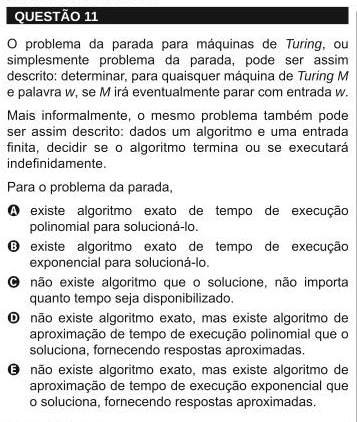 QUESTÃO 11
O problema da parada para máquinas de Turing, ou
simplesmente problema da parada, pode ser assim
descrito: determinar, para quaisquer máquina de Turing M
e palavra w, se M irá eventualmente parar com entrada w.
Mais informalmente, o mesmo problema também pode
ser assim descrito: dados um algoritmo e uma entrada
finita, decidir se o algoritmo termina ou se executará
indefinidamente.
Para o problema da parada,
A existe algoritmo exato de tempo de execução
polinomial para solucioná-lo.
B existe algoritmo exato de tempo de execução
exponencial para solucioná-lo.
C não existe algoritmo que o solucione, não importa
quanto tempo seja disponibilizado.
D não existe algoritmo exato, mas existe algoritmo de
aproximação de tempo de execução polinomial que o
soluciona, fornecendo respostas aproximadas.
E não existe algoritmo exato, mas existe algoritmo de
aproximação de tempo de execução exponencial que
o soluciona, fornecendo respostas aproximadas.